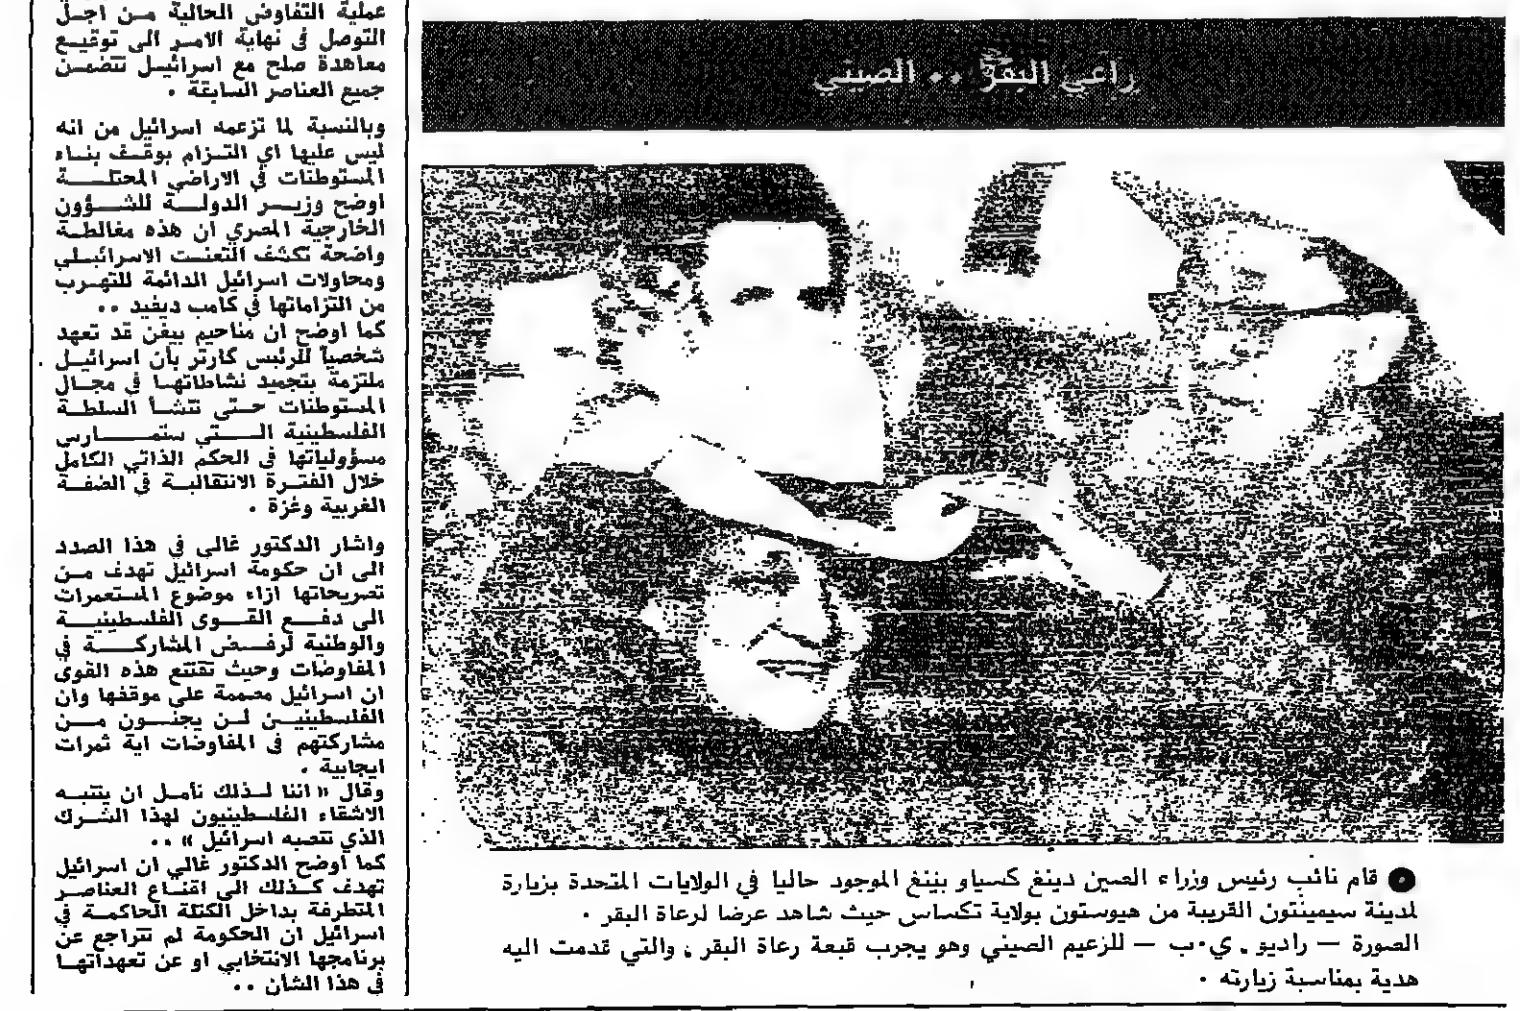 راعي البقر .. الصيني
قام نائب رئيس وزراء الصين دينغ كسياو بينغ الموجود حاليا في الولايات المتحدة بزيارة
لمدينة سيمينتون القريبة من هيوستون بولاية تكساس حيث شاهد عرضا لرعاة البقر .
الصورة — راديو . ي.ب — للزعيم الصيني وهو يجرب قبعة رعاة البقر ، والتي قدمت اليه
هدية بمناسبة زيارته .
عملية التفاوض الحالية من اجل
التوصل في نهاية الامر الى توقيع
معاهدة صلح مع اسرائيل تتضمن
جميع العناصر السابقة .
وبالنسبة لما تزعمه اسرائيل من انه
ليس عليها اي التزام بوقف بناء
المستوطنات في الاراضي المحتلة
اوضح وزير الدولة للشؤون
الخارجية المصري ان هذه مغالطة
واضحة تكشف التعنت الاسرائيلي
ومحاولات اسرائيل الدائمة للتهرب
من التزاماتها في كامب ديفيد ..
كما اوضح ان مناحيم بيغن قد تعهد
شخصيا للرئيس كارتر بأن اسرائيل
ملتزمة بتجميد نشاطاتها في مجال
المستوطنات حتى تنشأ السلطة
الفلسطينية التي ستمارس
مسؤولياتها في الحكم الذاتي الكامل
خلال الفترة الانتقالية في الضفة
الغربية وغزة .
واشار الدكتور غالي في هذا الصدد
الى ان حكومة اسرائيل تهدف من
تصريحاتها ازاء موضوع المستعمرات
الى دفع القوى الفلسطينية
والوطنية لرفض المشاركة في
المفاوضات وحيث تقتنع هذه القوى
ان اسرائيل مصممة على موقفها وان
الفلسطينيين لن يجنون من
مشاركتهم في المفاوضات اية ثمرات
ايجابية .
وقال « اننا لذلك نأمل ان ينتبه
الاشقاء الفلسطينيون لهذا الشرك
الذي تنصبه اسرائيل » ..
كما اوضح الدكتور غالي ان اسرائيل
تهدف كذلك الى اقناع العناصر
المتطرفة بداخل الكتلة الحاكمة في
اسرائيل ان الحكومة لم تتراجع عن
برنامجها الانتخابي او عن تعهداتها
في هذا الشأن ..